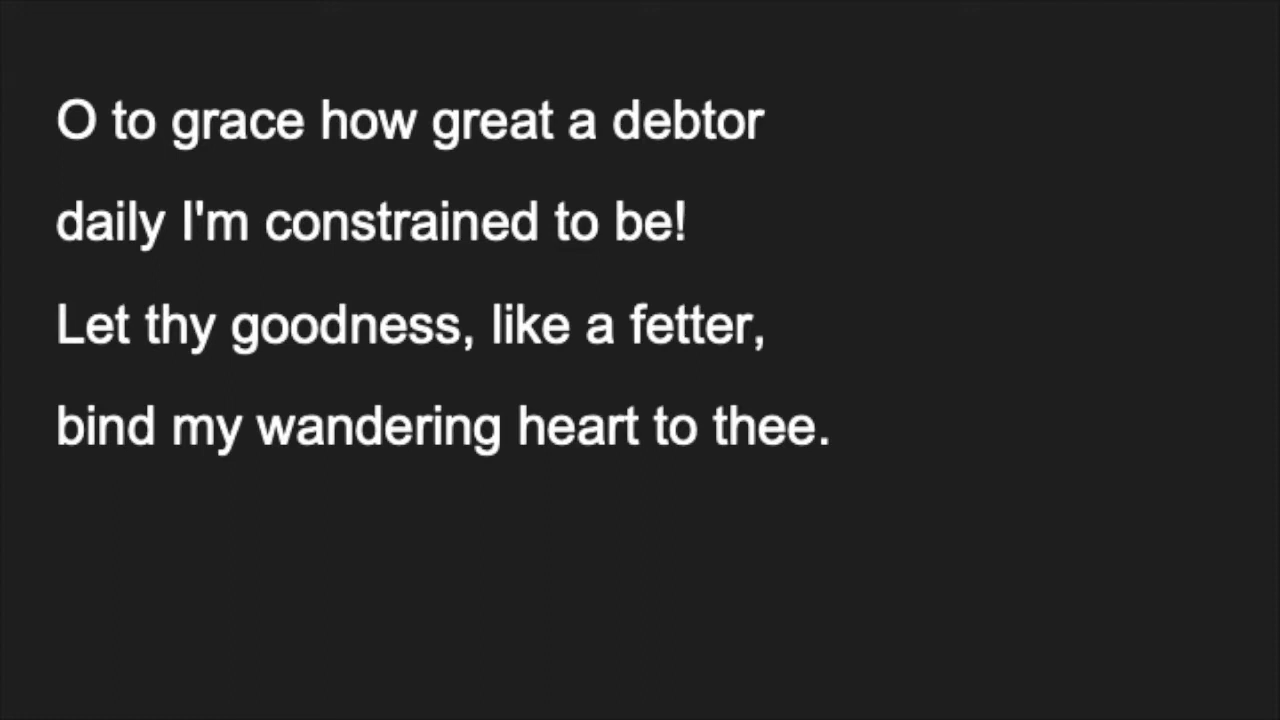 O to grace how great a debtor
daily I'm constrained to be!
Let thy goodness, like a fetter,
bind my wandering heart to thee.